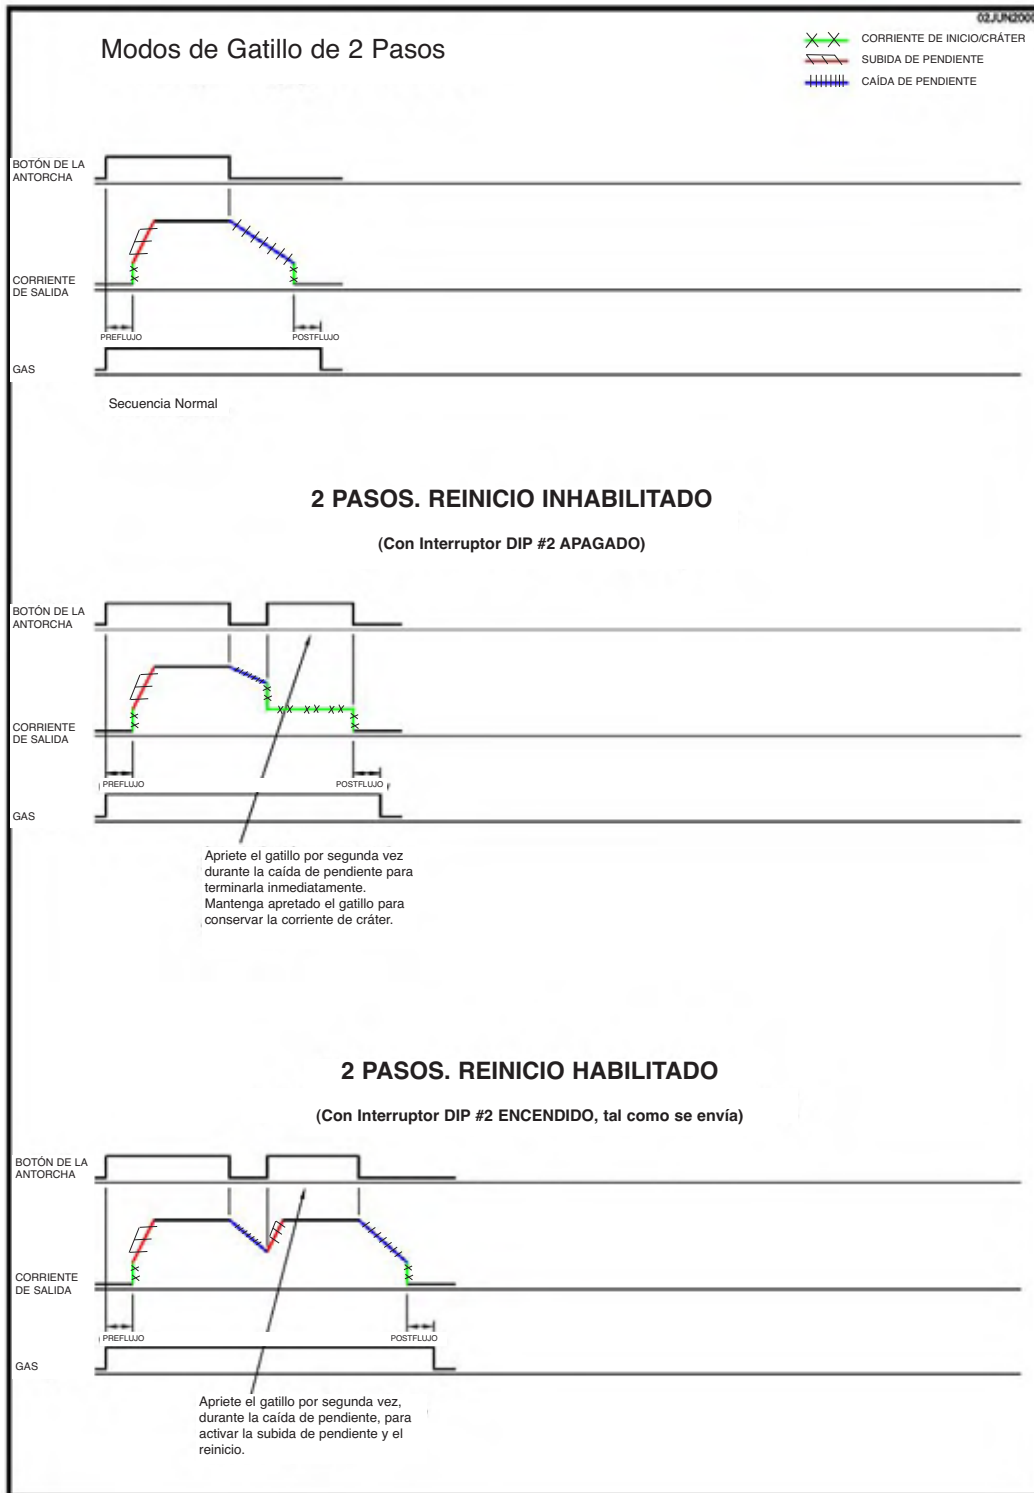 02JUN2000
Modos de Gatillo de 2 Pasos
CORRIENTE DE INICIO/CRÁTER
SUBIDA DE PENDIENTE
CAÍDA DE PENDIENTE
BOTÓN DE LA
ANTORCHA
CORRIENTE
DE SALIDA
PREFLUJO
POSTFLUJO
GAS
Secuencia Normal
2 PASOS. REINICIO INHABILITADO
(Con Interruptor DIP #2 APAGADO)
BOTÓN DE LA
ANTORCHA
CORRIENTE
DE SALIDA
PREFLUJO
POSTFLUJO
GAS
Apriete el gatillo por segunda vez
durante la caída de pendiente para
terminarla inmediatamente.
Mantenga apretado el gatillo para
conservar la corriente de cráter.
2 PASOS. REINICIO HABILITADO
(Con Interruptor DIP #2 ENCENDIDO, tal como se envía)
BOTÓN DE LA
ANTORCHA
CORRIENTE
DE SALIDA
PREFLUJO
POSTFLUJO
GAS
Apriete el gatillo por segunda vez,
durante la caída de pendiente, para
activar la subida de pendiente y el
reinicio.